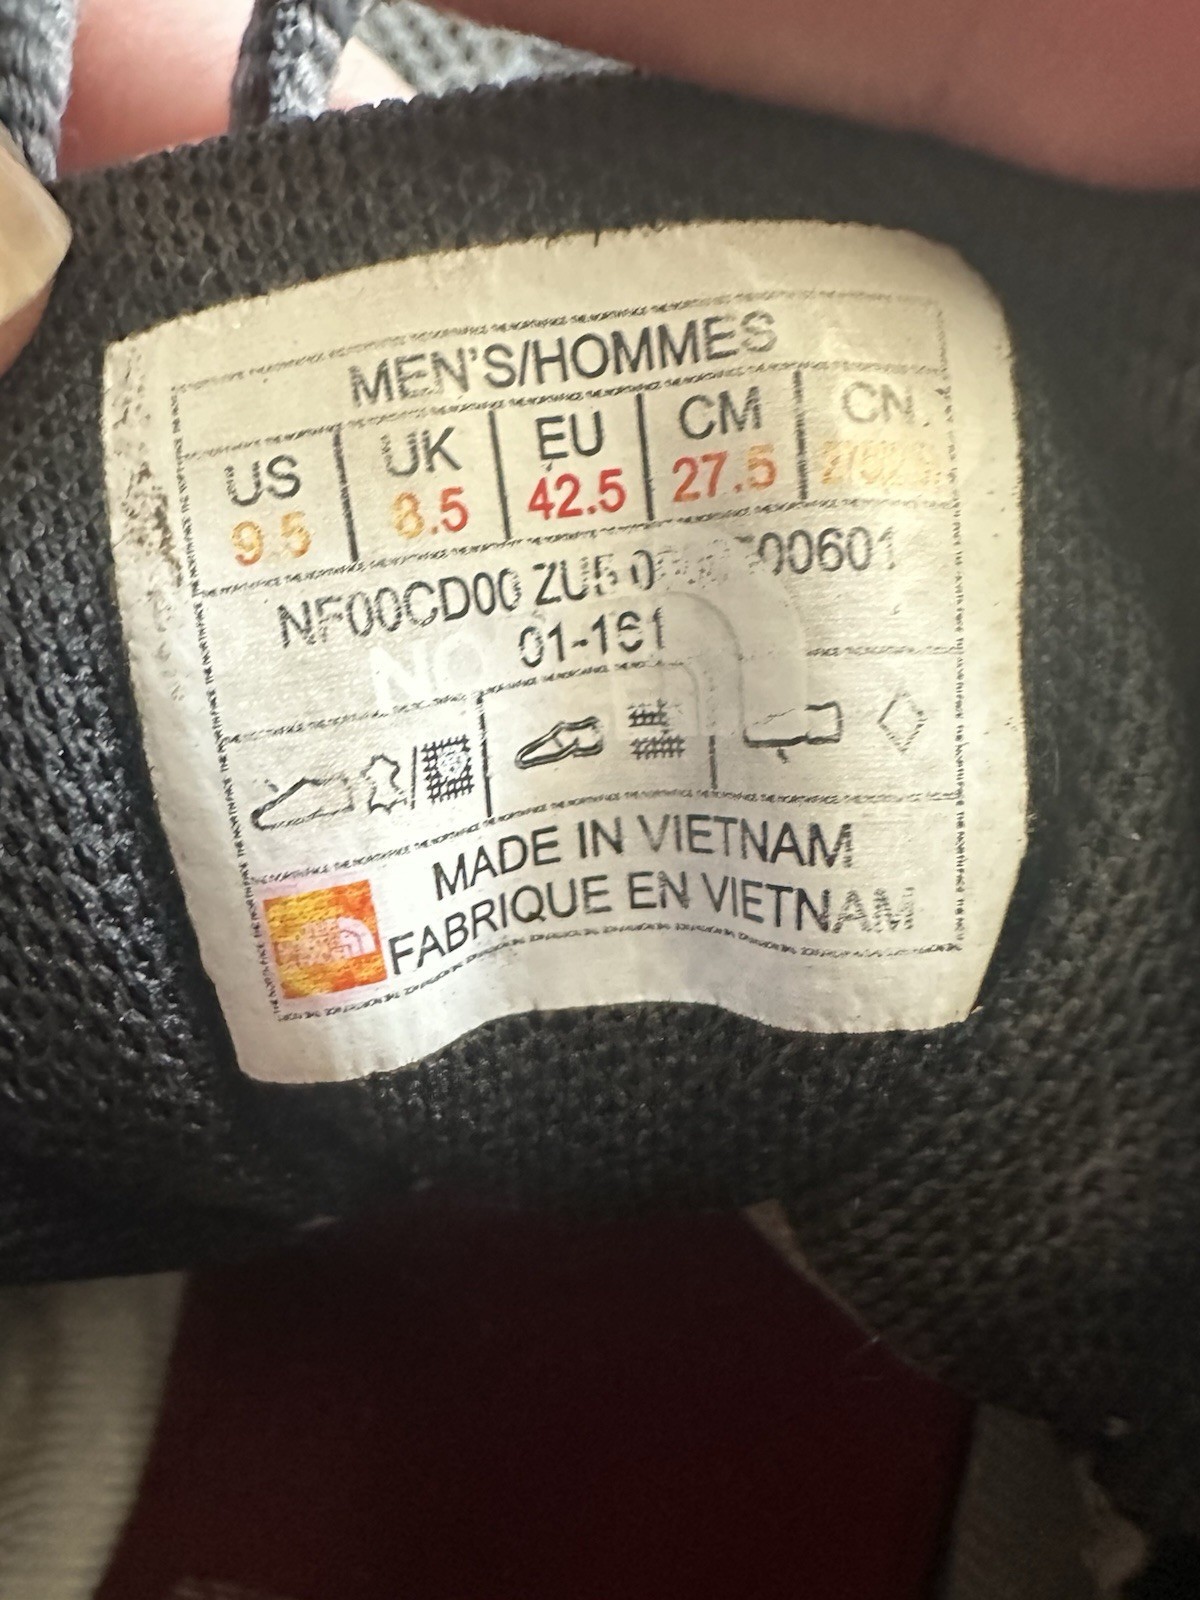 MEN'S/HOMMES
US UK EU CM CN
9.5 8.5 42.5 27.5
NF00CD00
01-161
MADE IN VIETNAM
FABRIQUE EN VIETNAM